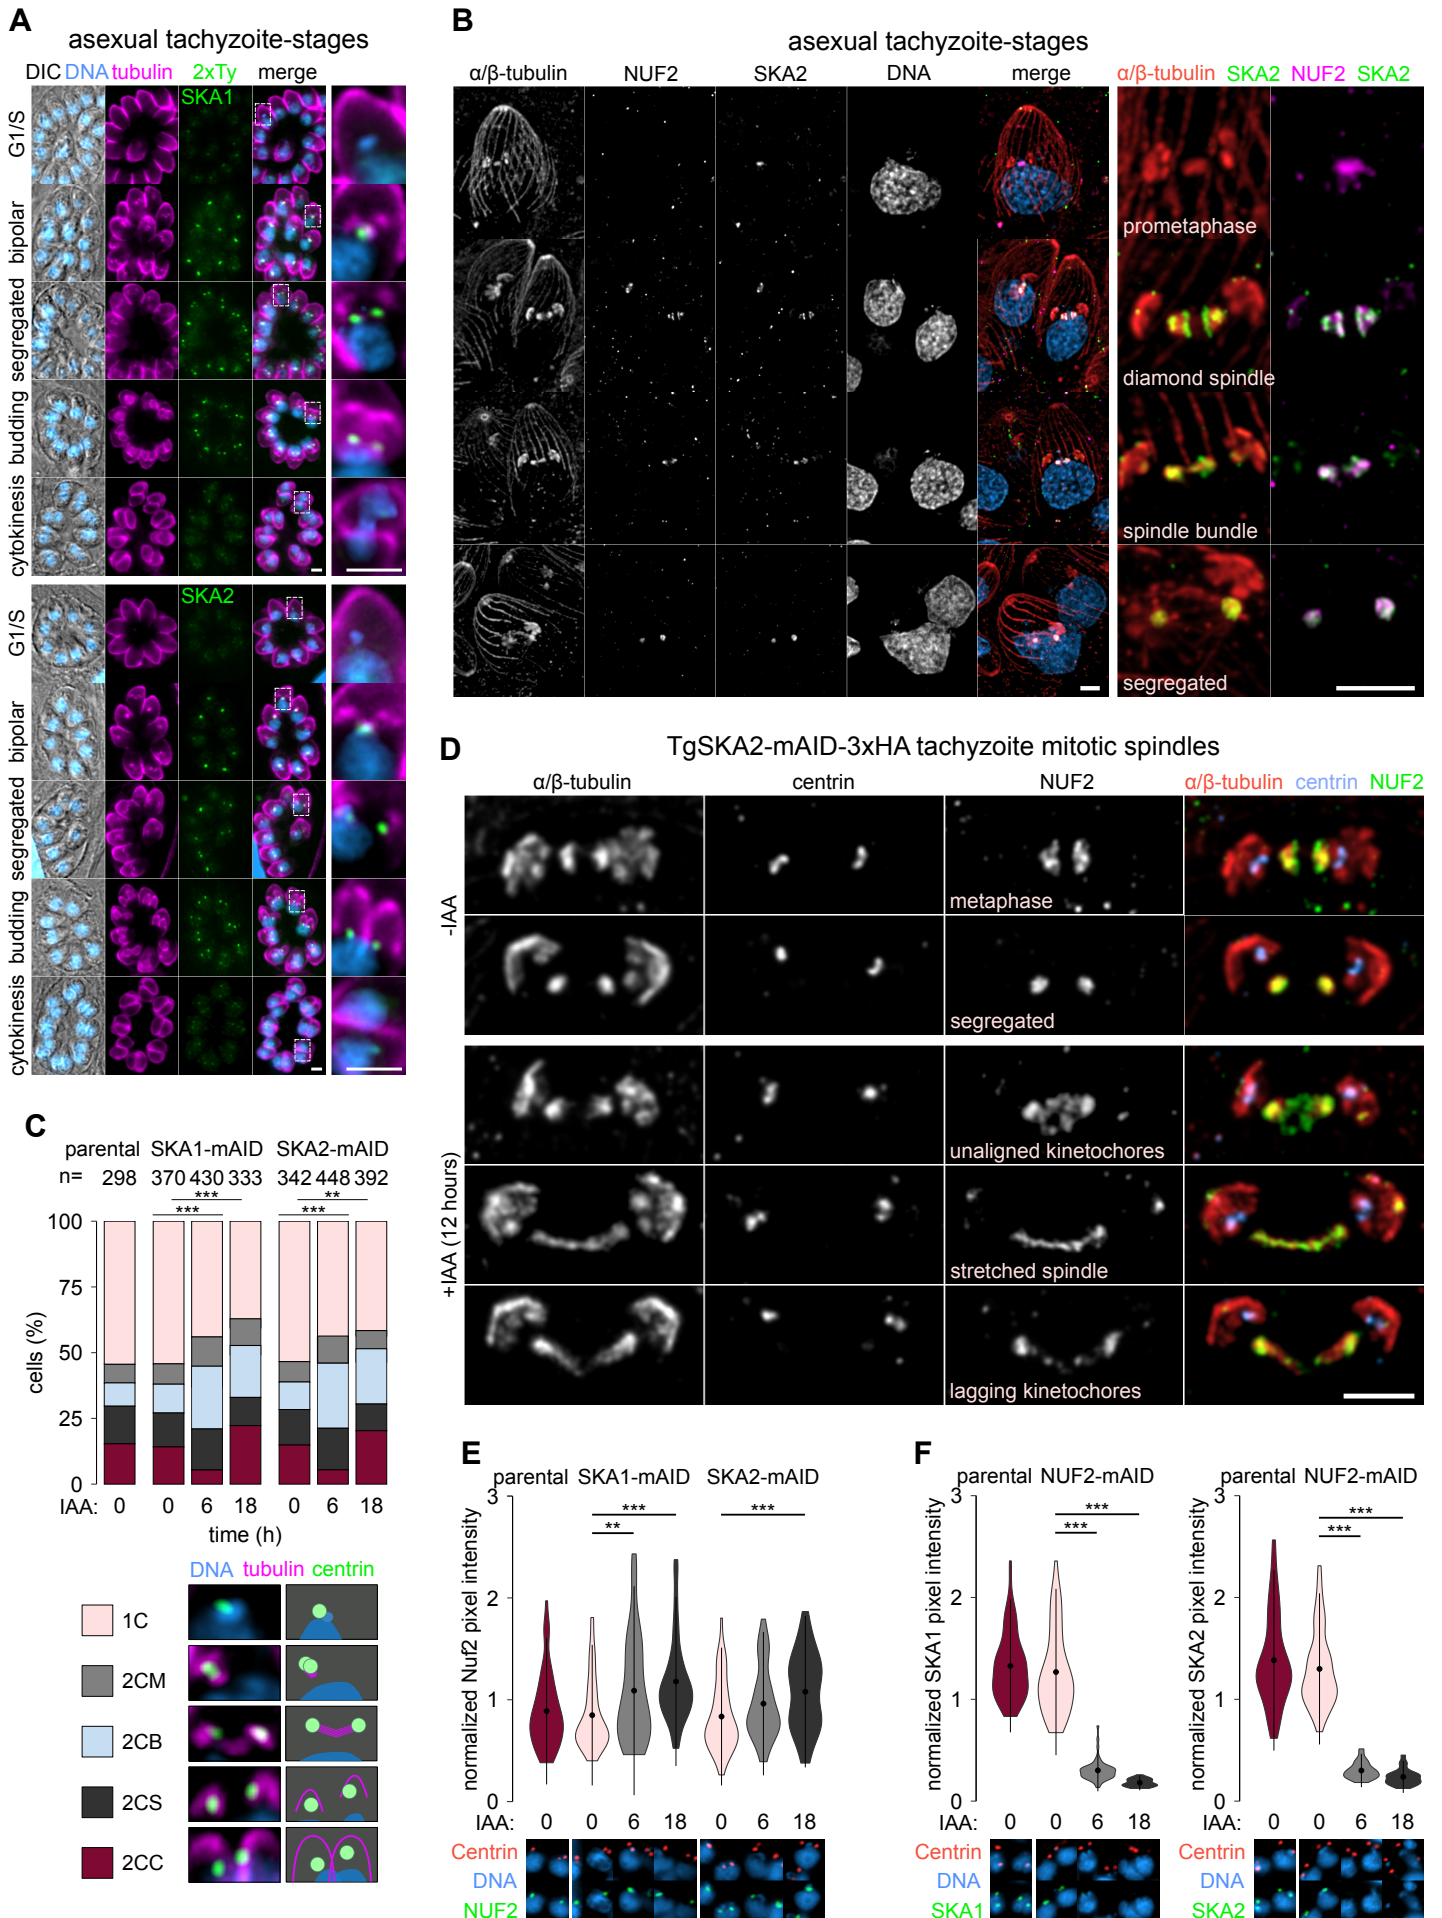 A
asexual tachyzoite-stages
DIC DNA tubulin 2xTy merge
SKA1
G1/S
bipolar
segregated
budding
cytokinesis
SKA2
G1/S
bipolar
segregated
budding
cytokinesis
B
asexual tachyzoite-stages
α/β-tubulin NUF2 SKA2 DNA merge α/β-tubulin SKA2 NUF2 SKA2
prometaphase
diamond spindle
spindle bundle
segregated
C
parental SKA1-mAID SKA2-mAID
n= 298 370 430 333 342 448 392
*** **
*** ***
100
75
50
25
0
cells (%)
IAA: 0 0 6 18 0 6 18
time (h)
DNA tubulin centrin
1C
2CM
2CB
2CS
2CC
D
TgSKA2-mAID-3xHA tachyzoite mitotic spindles
α/β-tubulin centrin NUF2 α/β-tubulin centrin NUF2
-IAA
metaphase
segregated
+IAA (12 hours)
unaligned kinetochores
stretched spindle
lagging kinetochores
E
parental SKA1-mAID SKA2-mAID
normalized Nuf2 pixel intensity
3
2
1
0
*** ***
**
IAA: 0 0 6 18 0 6 18
Centrin
DNA
NUF2
F
parental NUF2-mAID
normalized SKA1 pixel intensity
3
2
1
0
***
***
IAA: 0 0 6 18
Centrin
DNA
SKA1
parental NUF2-mAID
normalized SKA2 pixel intensity
3
2
1
0
***
***
0 0 6 18
Centrin
DNA
SKA2